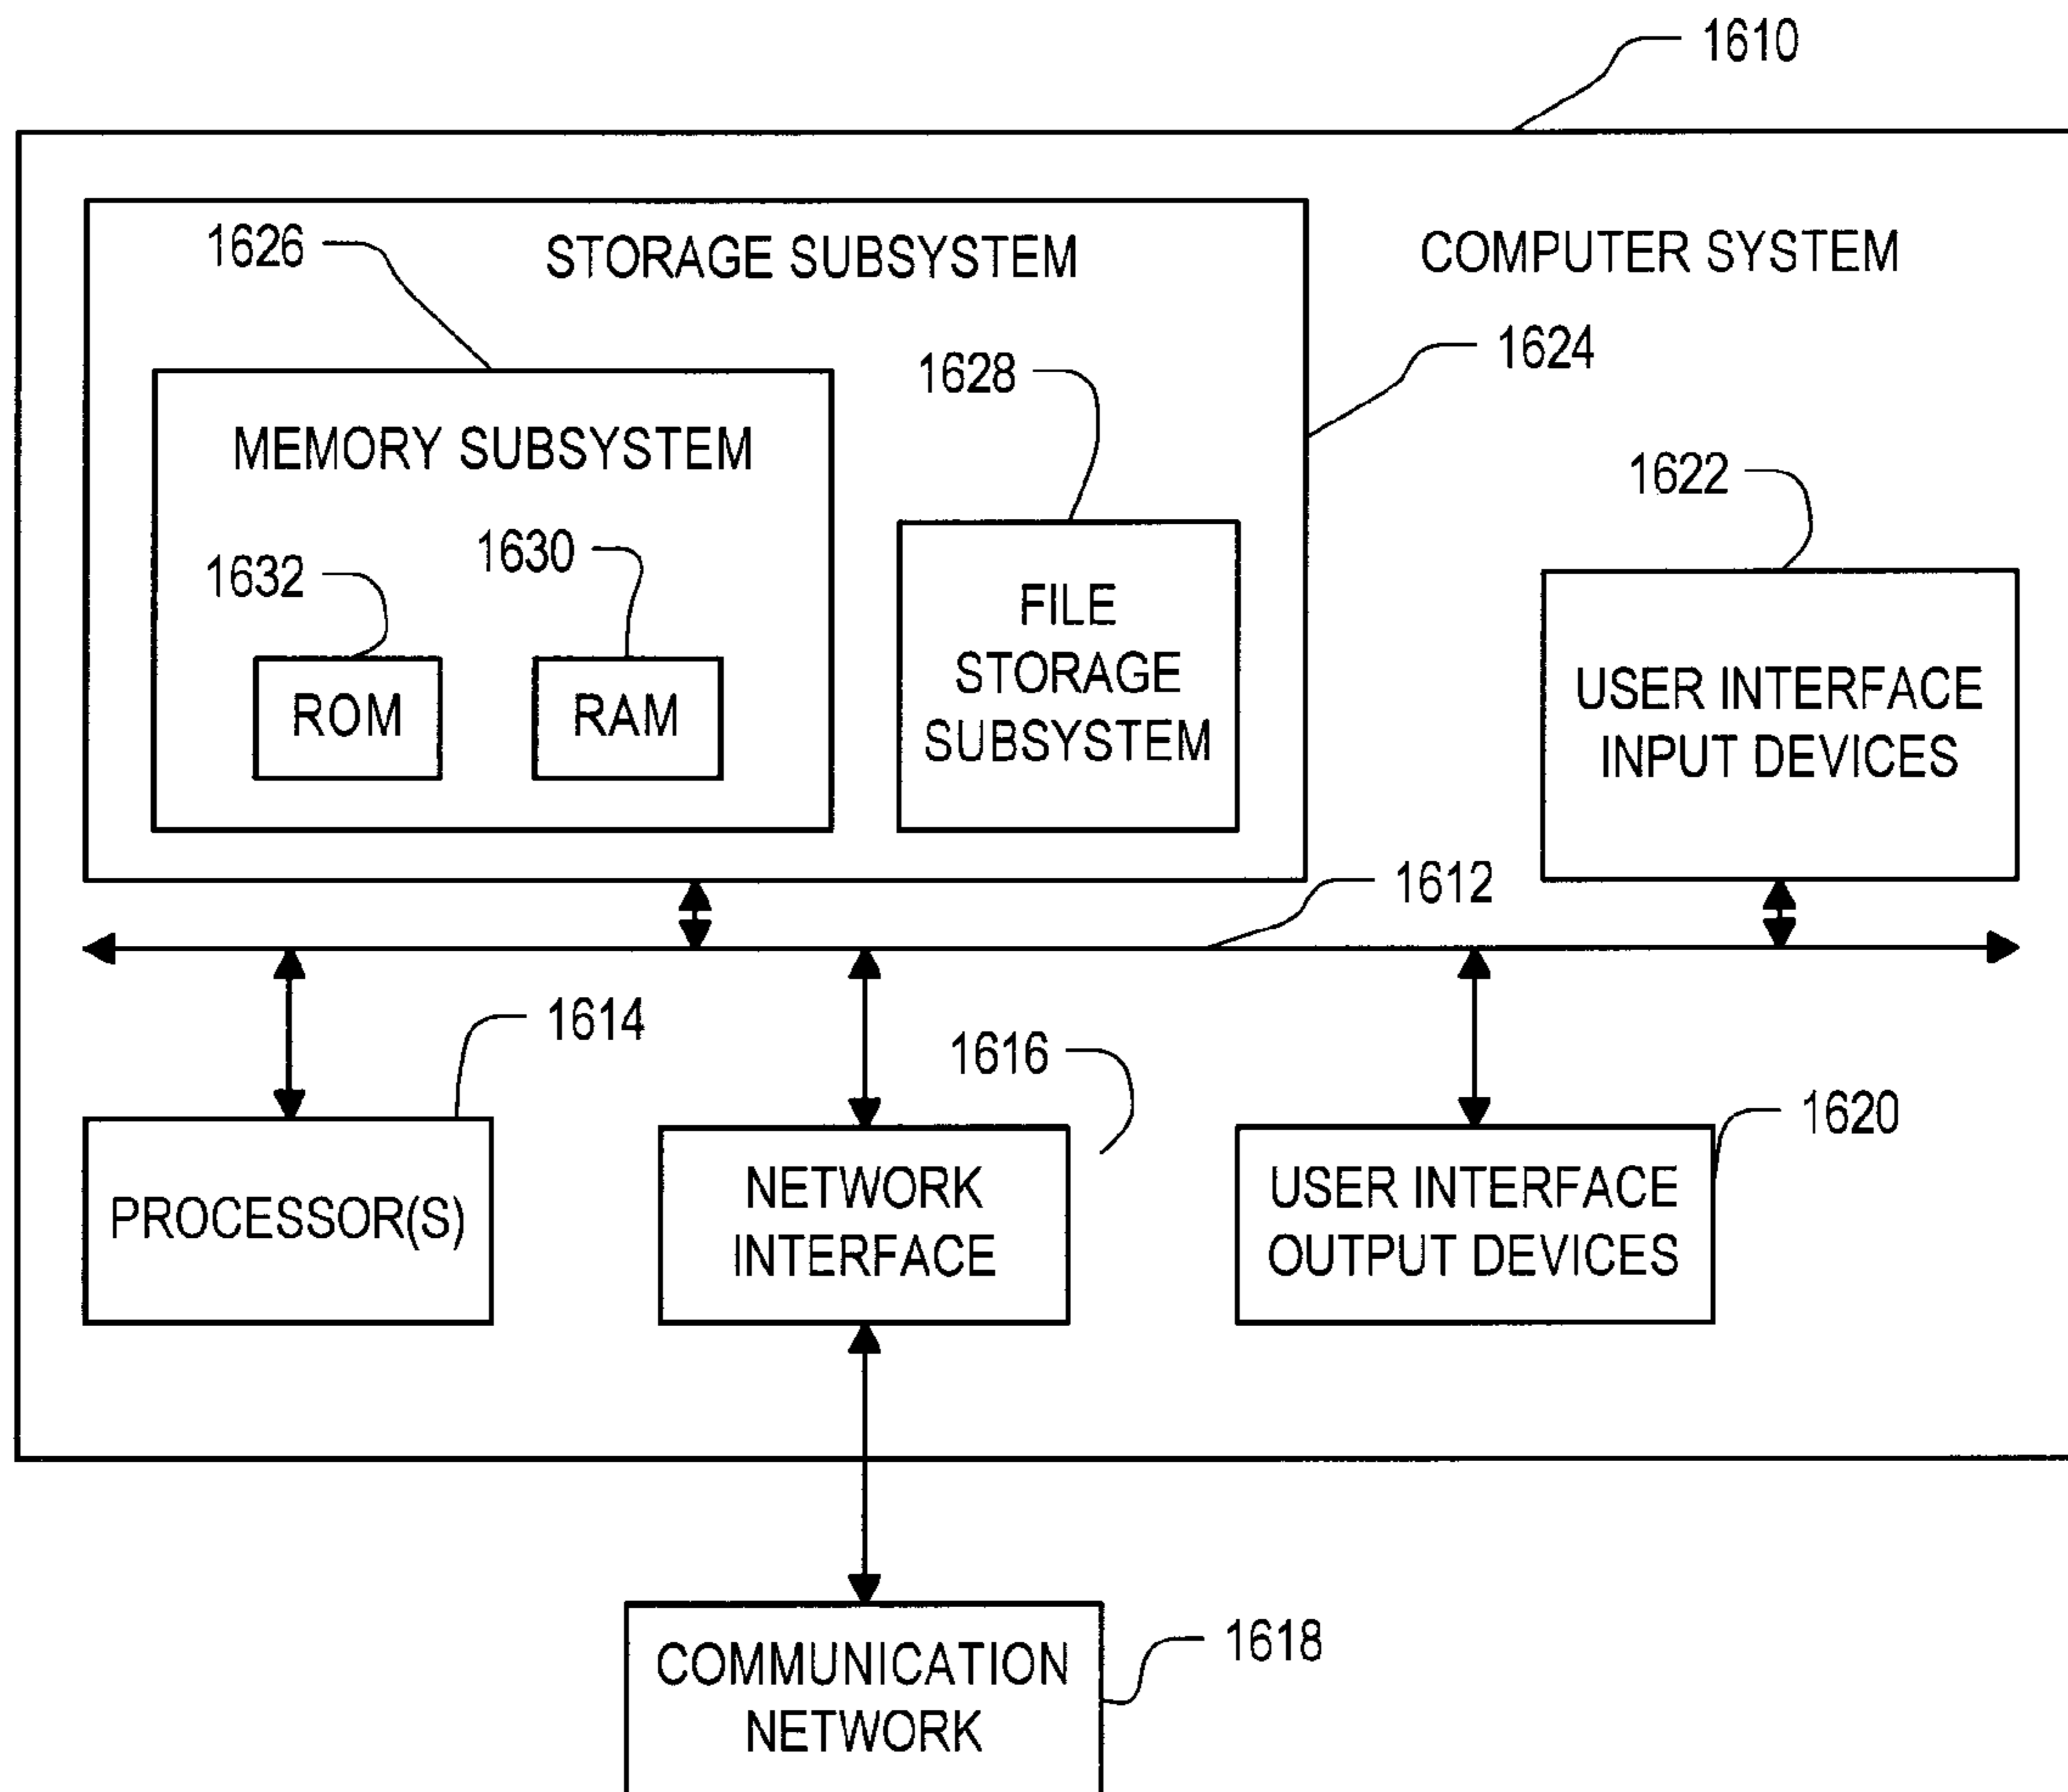 1610
1626
STORAGE SUBSYSTEM
COMPUTER SYSTEM
1624
1628
MEMORY SUBSYSTEM
1622
1630
1632
FILE
STORAGE
SUBSYSTEM
ROM
RAM
USER INTERFACE
INPUT DEVICES
1612
1614
1616
1620
PROCESSOR(S)
NETWORK
INTERFACE
USER INTERFACE
OUTPUT DEVICES
1618
COMMUNICATION
NETWORK